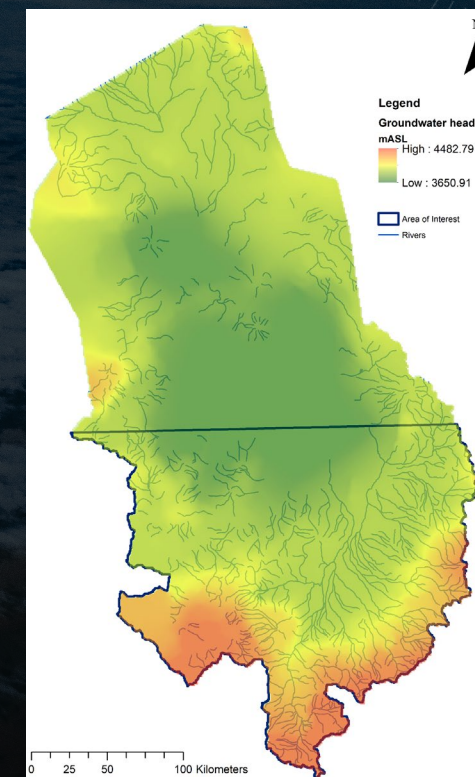 N
Legend
Groundwater head
mASL
High : 4482.79
Low : 3650.91
Area of Interest
Rivers
0 25 50 100 Kilometers